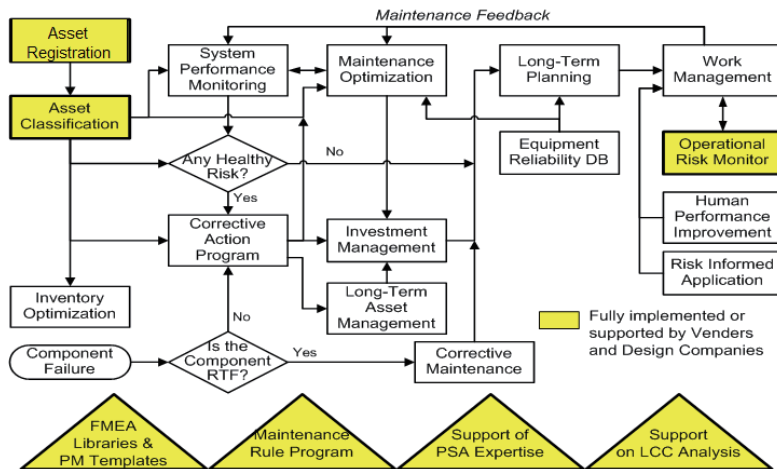 Maintenance Feedback
Asset
Registration
System
Performance
Monitoring
Maintenance
Optimization
Long-Term
Planning
Work
Management
Asset
Classification
Any Healthy
Risk?
No
Yes
Equipment
Reliability DB
Operational
Risk Monitor
Corrective
Action
Program
Investment
Management
Human
Performance
Improvement
Risk Informed
Application
Inventory
Optimization
Long-Term
Asset
Management
No
Component
Failure
Is the
Component
RTF?
Yes
Corrective
Maintenance
Fully implemented or
supported by Venders
and Design Companies
FMEA
Libraries &
PM Templates
Maintenance
Rule Program
Support of
PSA Expertise
Support
on LCC Analysis